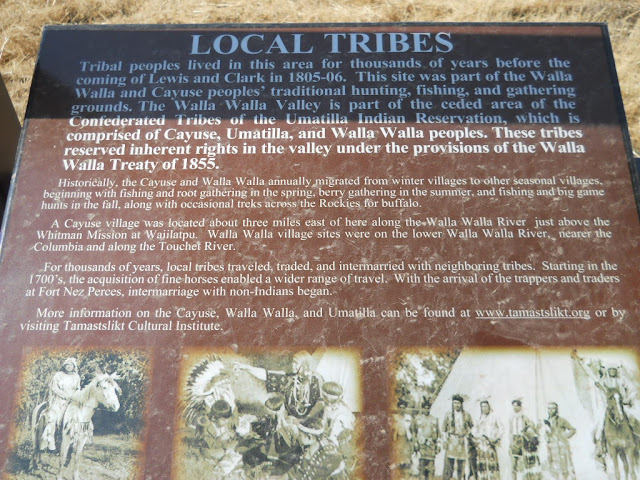 LOCAL TRIBES
Tribal peoples lived in this area for thousands of years before the
coming of Lewis and Clark in 1805-06. This site was part of the Walla
Walla and Cayuse peoples' traditional hunting, fishing, and gathering
grounds. The Walla Walla Valley is part of the ceded area of the
Confederated Tribes of the Umatilla Indian Reservation, which is
comprised of Cayuse, Umatilla, and Walla Walla peoples. These tribes
reserved inherent rights in the valley under the provisions of the Walla
Walla Treaty of 1855.
Historically, the Cayuse and Walla Walla annually migrated from winter villages to other seasonal villages,
beginning with fishing and root gathering in the spring, berry gathering in the summer, and fishing and big game
hunts in the fall, along with occasional treks across the Rockies for buffalo.
A Cayuse village was located about three miles east of here along the Walla Walla River just above the
Whitman Mission at Waiilatpu. Walla Walla village sites were on the lower Walla Walla River, nearer the
Columbia and along the Touchet River.
For thousands of years, local tribes traveled, traded, and intermarried with neighboring tribes. Starting in the
1700's, the acquisition of fine horses enabled a wider range of travel. With the arrival of the trappers and traders
at Fort Nez Perces, intermarriage with non-Indians began.
More information on the Cayuse, Walla Walla, and Umatilla can be found at www.tamastslikt.org or by
visiting Tamastslikt Cultural Institute.